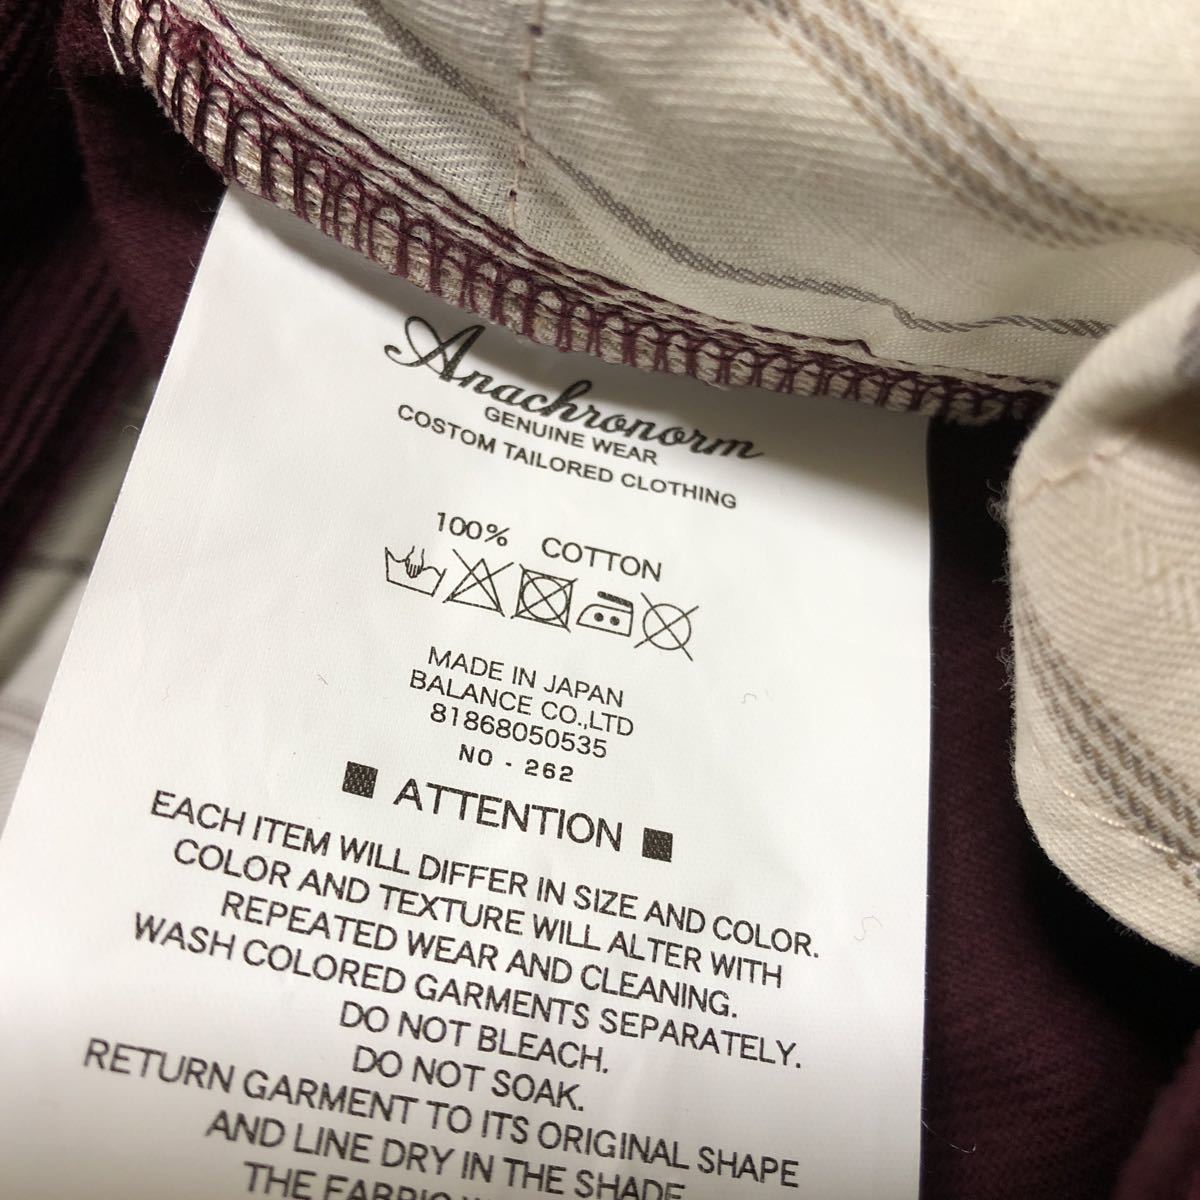 Anachronorm
GENUINE WEAR
COSTOM TAILORED CLOTHING
100% COTTON
MADE IN JAPAN
BALANCE CO.,LTD
81868050535
NO - 262
■ ATTENTION ■
EACH ITEM WILL DIFFER IN SIZE AND COLOR.
COLOR AND TEXTURE WILL ALTER WITH
REPEATED WEAR AND CLEANING.
WASH COLORED GARMENTS SEPARATELY.
DO NOT BLEACH.
DO NOT SOAK.
RETURN GARMENT TO ITS ORIGINAL SHAPE
AND LINE DRY IN THE SHADE.
THE FABRIC